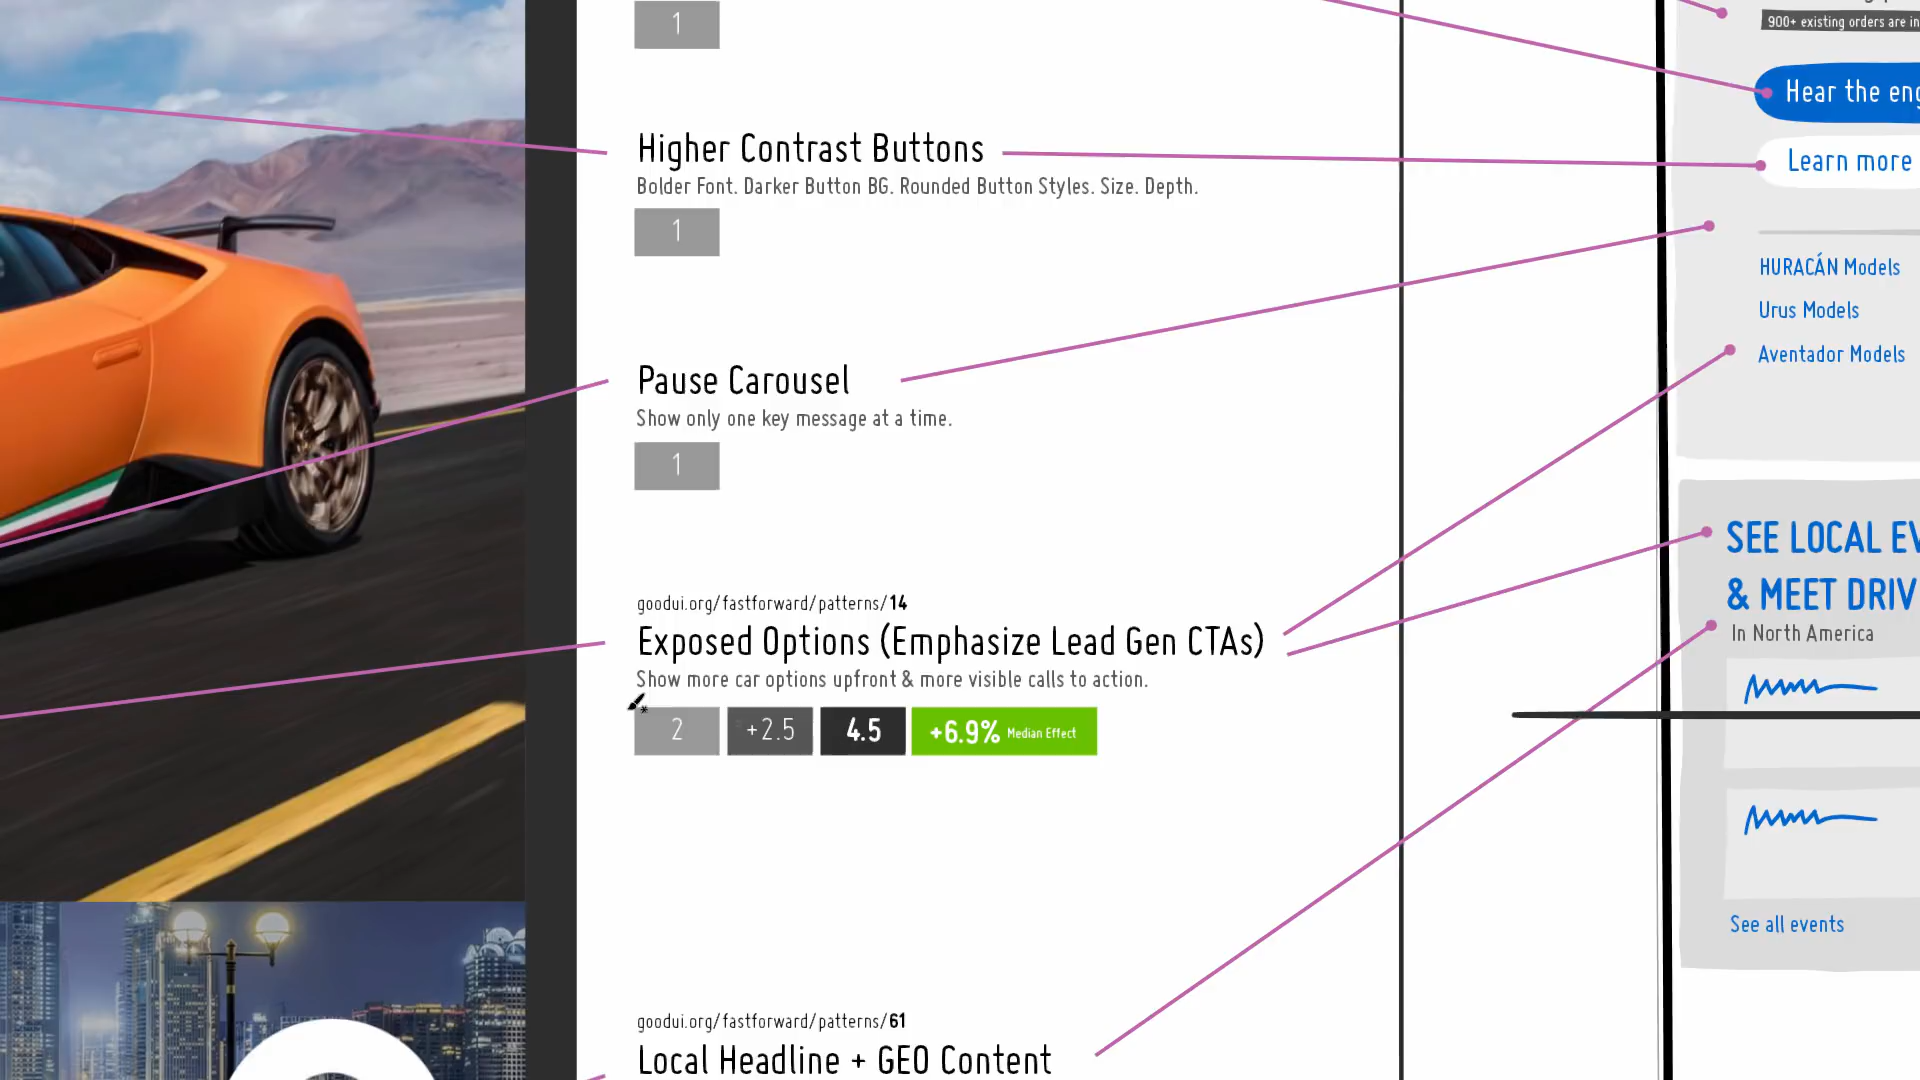 1
Higher Contrast Buttons
Bolder Font. Darker Button BG. Rounded Button Styles. Size. Depth.
1
Pause Carousel
Show only one key message at a time.
1
goodui.org/fastforward/patterns/14
Exposed Options (Emphasize Lead Gen CTAs)
Show more car options upfront & more visible calls to action.
2 +2.5 4.5 +6.9% Median Effect
goodui.org/fastforward/patterns/61
Local Headline + GEO Content
900+ existing orders are in
Hear the eng
Learn more
HURACÁN Models
Urus Models
Aventador Models
SEE LOCAL EV
& MEET DRIV
In North America
See all events